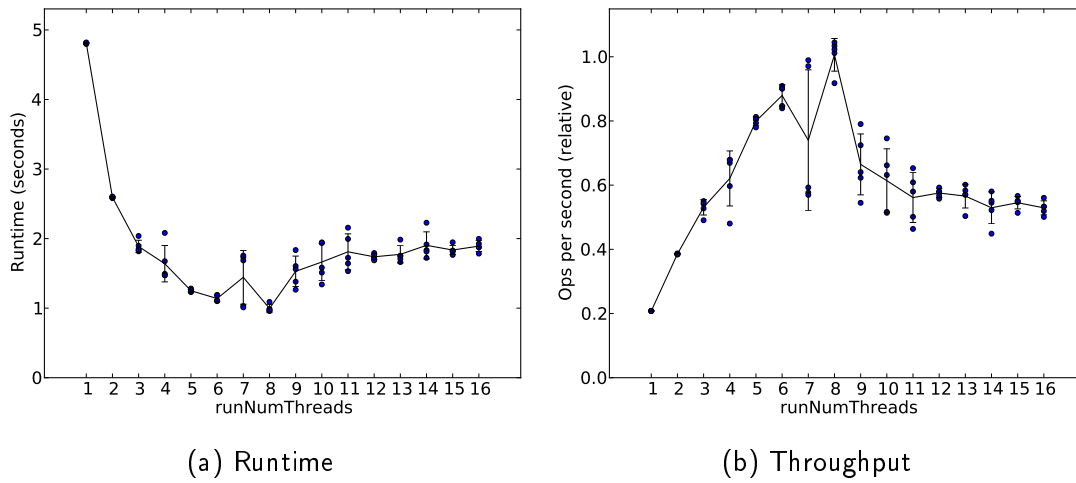 5
4
3
2
1
0
Runtime (seconds)
1 2 3 4 5 6 7 8 9 10 11 12 13 14 15 16
runNumThreads
(a) Runtime
1.0
0.8
0.6
0.4
0.2
0.0
Ops per second (relative)
1 2 3 4 5 6 7 8 9 10 11 12 13 14 15 16
runNumThreads
(b) Throughput